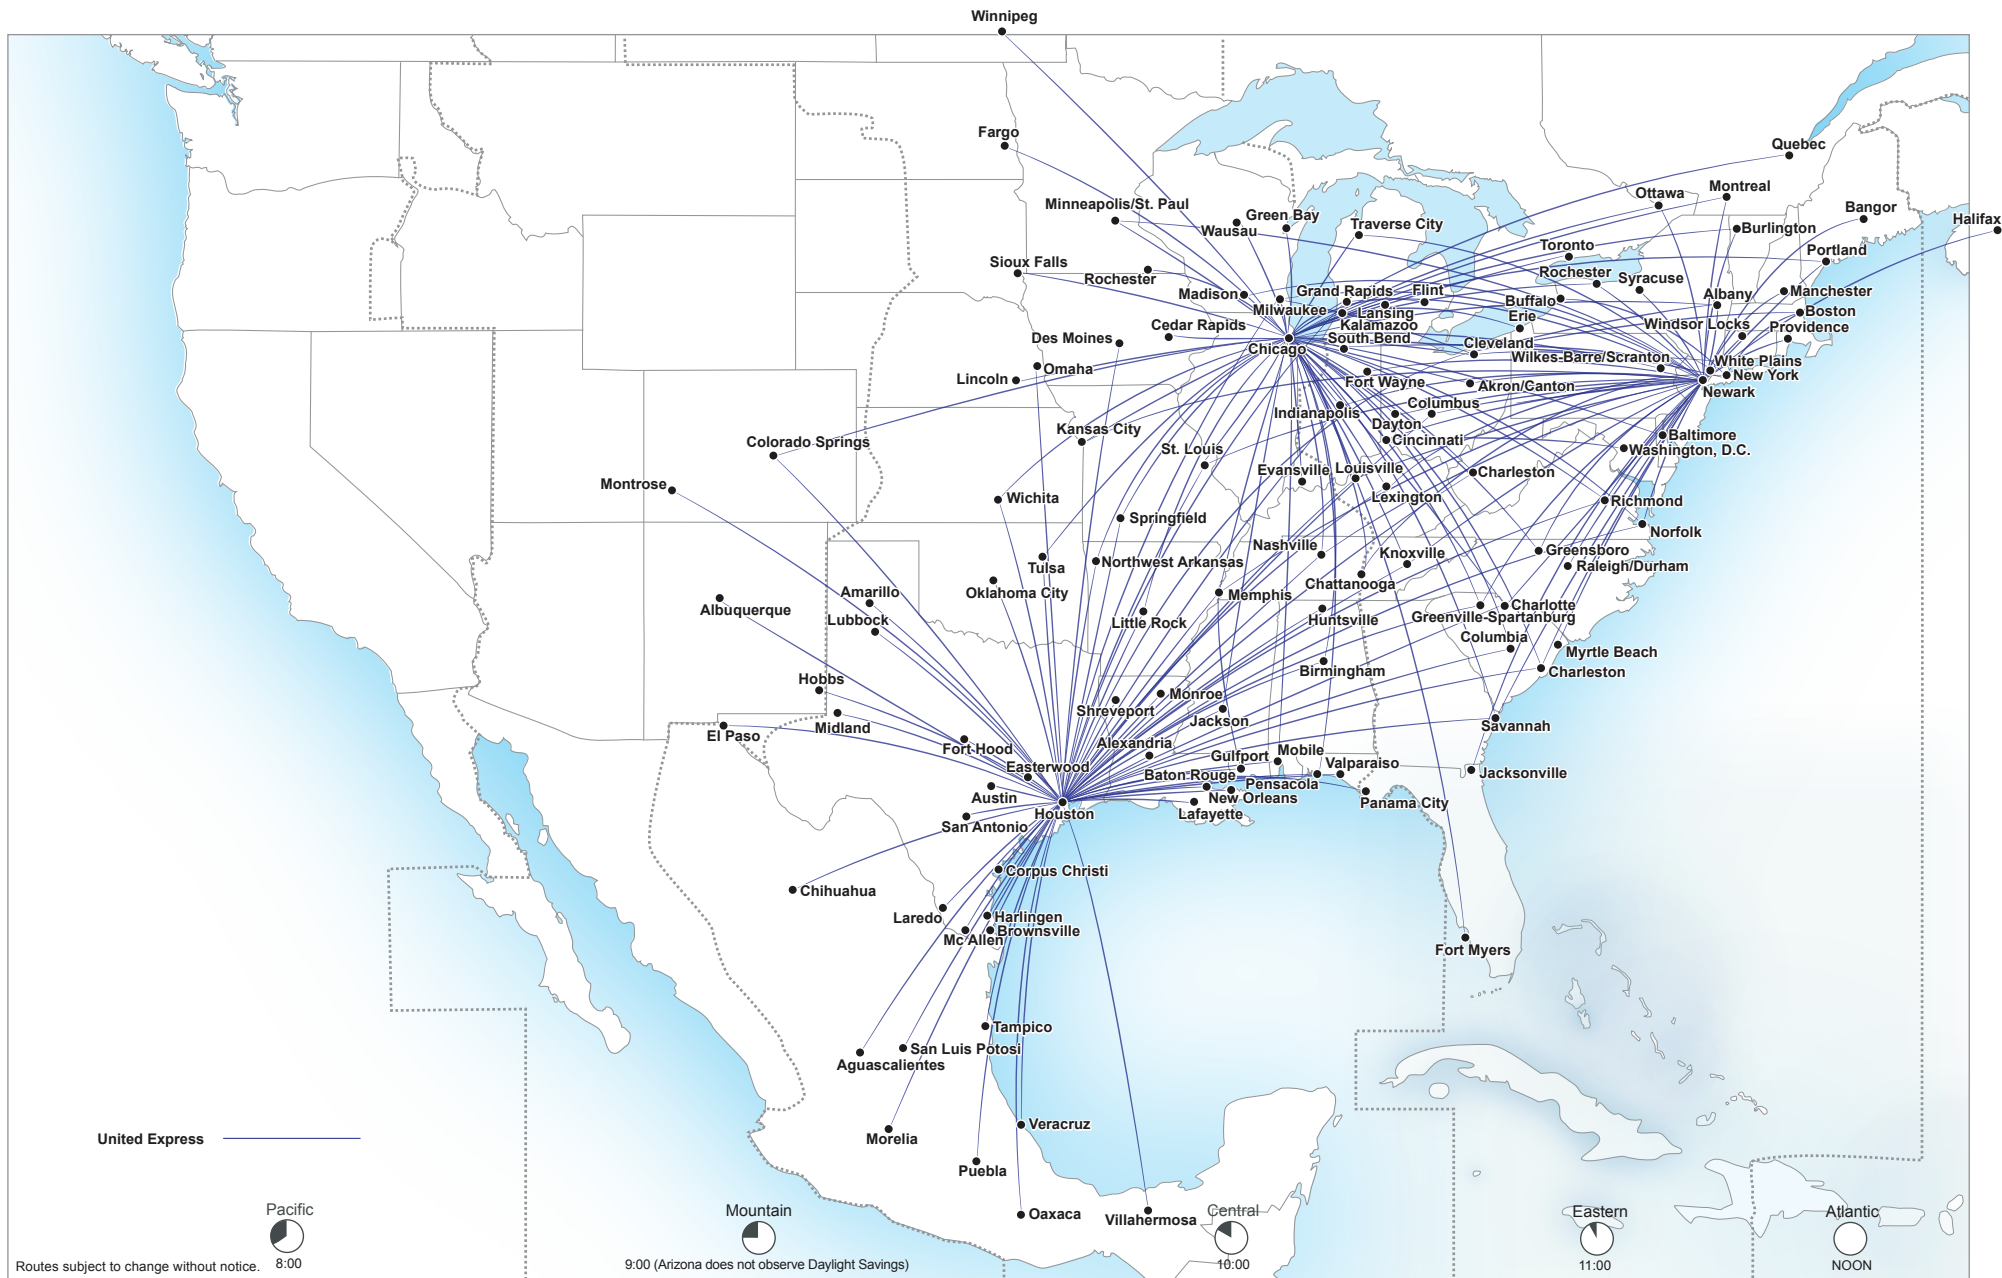 Winnipeg
Fargo
Quebec
Minneapolis/St. Paul
Green Bay
Wausau
Traverse City
Ottawa
Montreal
Bangor
Halifax
Burlington
Toronto
Portland
Sioux Falls
Rochester
Rochester
Syracuse
Madison
Grand Rapids
Flint
Buffalo
Albany
Manchester
Milwaukee
Lansing
Erie
Boston
Cedar Rapids
Kalamazoo
Windsor Locks
Providence
Des Moines
South Bend
Cleveland
Chicago
Wilkes-Barre/Scranton
White Plains
Omaha
New York
Lincoln
Fort Wayne
Akron/Canton
Newark
Indianapolis
Columbus
Dayton
Kansas City
Colorado Springs
Cincinnati
Baltimore
St. Louis
Washington, D.C.
Evansville
Louisville
Charleston
Montrose
Wichita
Lexington
Richmond
Springfield
Norfolk
Nashville
Knoxville
Greensboro
Tulsa
Northwest Arkansas
Raleigh/Durham
Chattanooga
Amarillo
Oklahoma City
Memphis
Albuquerque
Charlotte
Lubbock
Little Rock
Huntsville
Greenville-Spartanburg
Columbia
Myrtle Beach
Birmingham
Charleston
Hobbs
Monroe
Shreveport
Jackson
Midland
Savannah
El Paso
Fort Hood
Alexandria
Gulfport
Mobile
Easterwood
Baton Rouge
Valparaiso
Jacksonville
Pensacola
Austin
New Orleans
Panama City
Houston
Lafayette
San Antonio
Corpus Christi
Chihuahua
Laredo
Harlingen
Mc Allen
Brownsville
Fort Myers
Tampico
San Luis Potosi
Aguascalientes
Veracruz
United Express
Morelia
Puebla
Oaxaca
Villahermosa
Pacific
Mountain
Central
Eastern
Atlantic
Routes subject to change without notice.
8:00
9:00 (Arizona does not observe Daylight Savings)
10:00
11:00
NOON